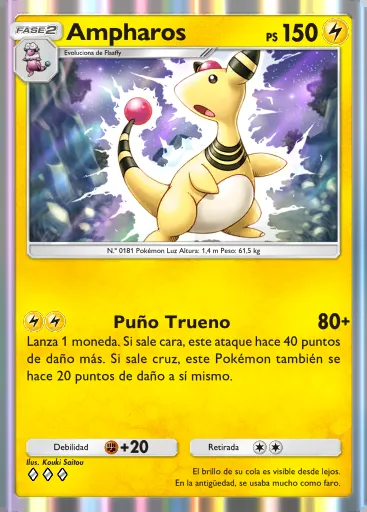 FASE 2
Ampharos
PS 150
Evoluciona de Flaaffy
N.º 0181 Pokémon Luz Altura: 1,4 m Peso: 61,5 kg
Puño Trueno 80+
Lanza 1 moneda. Si sale cara, este ataque hace 40 puntos
de daño más. Si sale cruz, este Pokémon también se
hace 20 puntos de daño a sí mismo.
Debilidad +20
Retirada
Ilus. Kouki Saitou
El brillo de su cola es visible desde lejos.
En la antigüedad, se usaba mucho como faro.